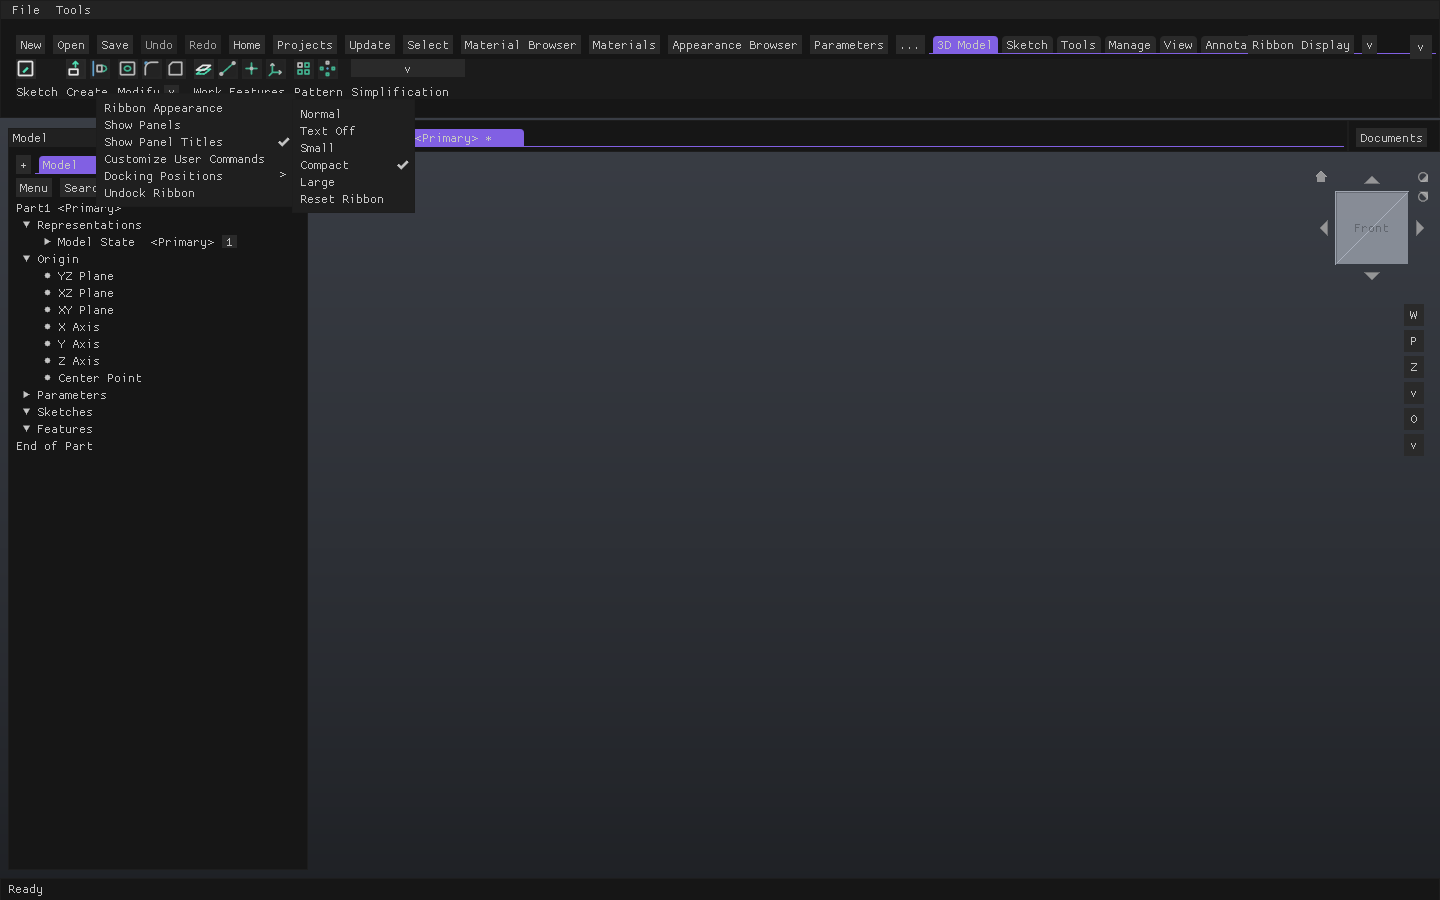 File Tools
New Open Save Undo Redo Home Projects Update Select Material Browser Materials Appearance Browser Parameters ... 3D Model Sketch Tools Manage View Annota Ribbon Display v v
v
Sketch Create Modify v Work Features Pattern Simplification
Ribbon Appearance
Show Panels
Show Panel Titles
Customize User Commands
Docking Positions >
Undock Ribbon
Normal
Text Off
Small
Compact
Large
Reset Ribbon
Model
<Primary> *
Documents
+ Model
Menu Searc
Part1 <Primary>
Representations
Model State <Primary> 1
Origin
YZ Plane
XZ Plane
XY Plane
X Axis
Y Axis
Z Axis
Center Point
Parameters
Sketches
Features
End of Part
Front
W
P
Z
v
O
v
Ready